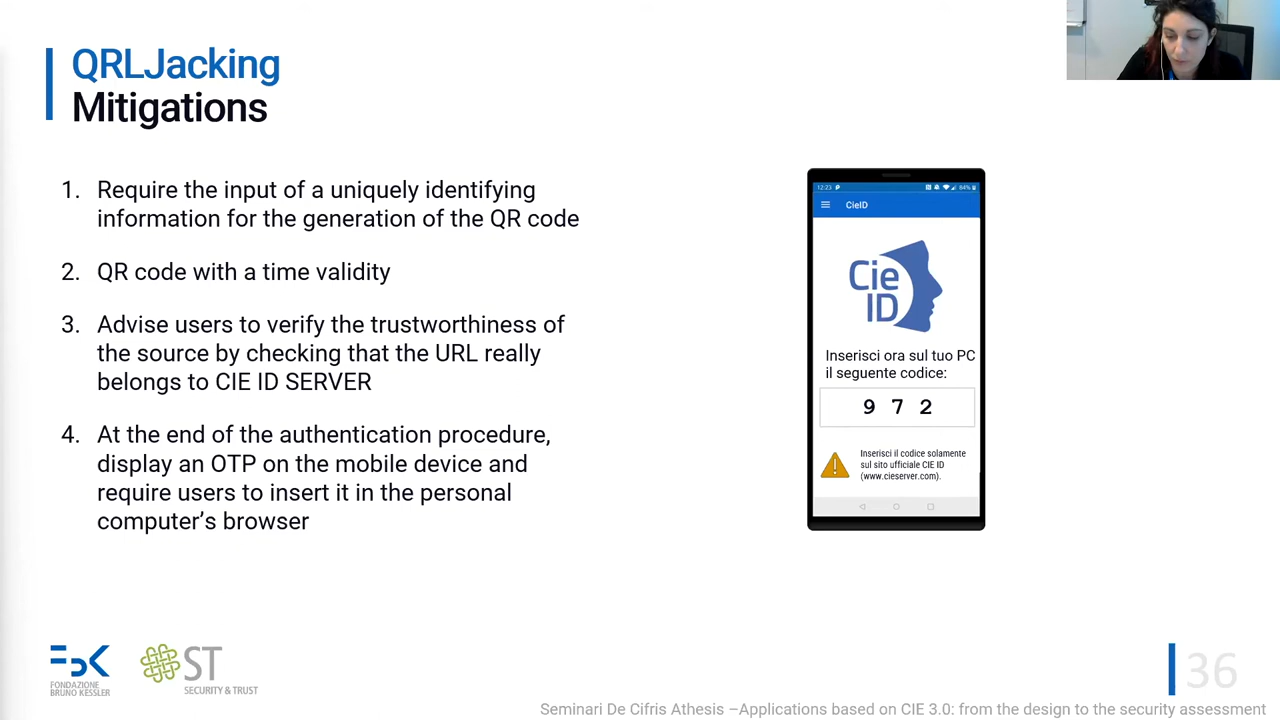 QRLJacking
Mitigations
1. Require the input of a uniquely identifying
information for the generation of the QR code
2. QR code with a time validity
3. Advise users to verify the trustworthiness of
the source by checking that the URL really
belongs to CIE ID SERVER
4. At the end of the authentication procedure,
display an OTP on the mobile device and
require users to insert it in the personal
computer’s browser
12:23
84%
CieID
Cie
ID
Inserisci ora sul tuo PC
il seguente codice:
9 7 2
Inserisci il codice solamente
sul sito ufficiale CIE ID
(www.cieserver.com).
FBK
FONDAZIONE
BRUNO KESSLER
ST
SECURITY & TRUST
36
Seminari De Cifris Athesis –Applications based on CIE 3.0: from the design to the security assessment